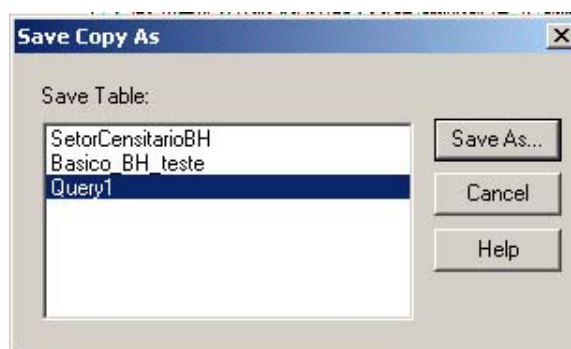 Save Copy As
Save Table:
SetorCensitarioBH
Basico_BH_teste
Query1
Save As...
Cancel
Help